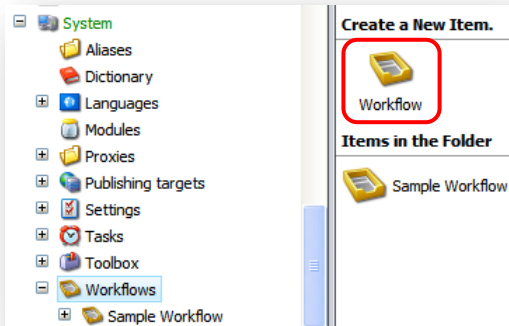 System
Aliases
Dictionary
Languages
Modules
Proxies
Publishing targets
Settings
Tasks
Toolbox
Workflows
Sample Workflow
Create a New Item.
Workflow
Items in the Folder
Sample Workflow